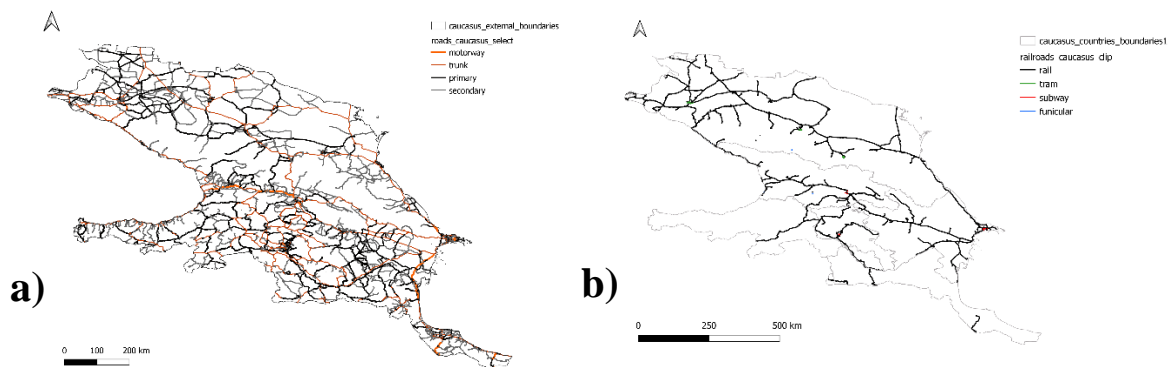 caucasus_external_boundaries
roads_caucasus_select
motorway
trunk
primary
secondary
a)
0 100 200 km
caucasus_countries_boundaries1
railroads_caucasus_clip
rail
tram
subway
funicular
b)
0 250 500 km